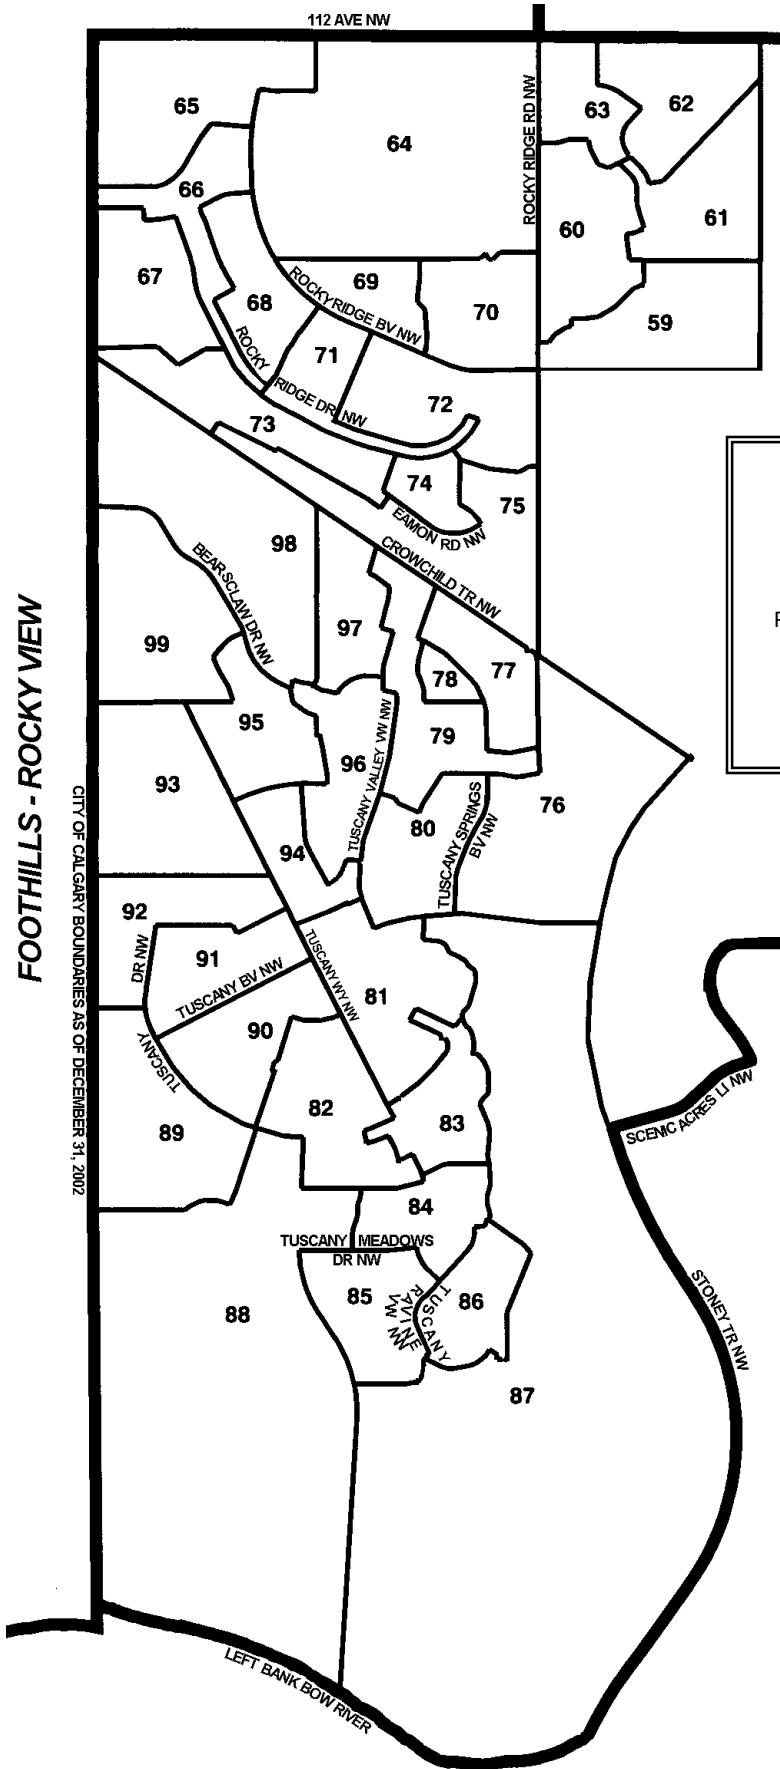 112 AVE NW
ROCKY RIDGE RD NW
65
64
63
62
66
61
60
67
69
68
70
59
ROCKY RIDGE BV NW
71
ROCKY
RIDGE DR NW
72
73
74
75
EAMON RD NW
98
CROWCHILD TR NW
BEARSCLAW DR NW
97
99
77
78
95
79
96
TUSCANY VALLEY VW NW
93
76
80
TUSCANY SPRINGS
BV NW
94
92
DR NW
91
TUSCANY BV NW
TUSCANY WY NW
81
90
TUSCANY
82
83
89
SCENIC ACRES LI NW
84
TUSCANY MEADOWS
DR NW
85
TUSCANY
RAVINE
VW NW
86
88
STONEY TR NW
87
LEFT BANK BOW RIVER
FOOTHILLS - ROCKY VIEW
CITY OF CALGARY BOUNDARIES AS OF DECEMBER 31, 2002